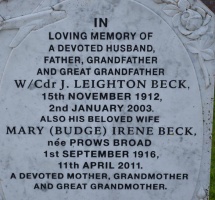 IN
LOVING MEMORY OF
A DEVOTED HUSBAND,
FATHER, GRANDFATHER
AND GREAT GRANDFATHER
W/Cdr J. LEIGHTON BECK,
15th NOVEMBER 1912,
2nd JANUARY 2003.
ALSO HIS BELOVED WIFE
MARY (BUDGE) IRENE BECK,
née PROWS BROAD
1st SEPTEMBER 1916,
11th APRIL 2011.
A DEVOTED MOTHER, GRANDMOTHER
AND GREAT GRANDMOTHER.